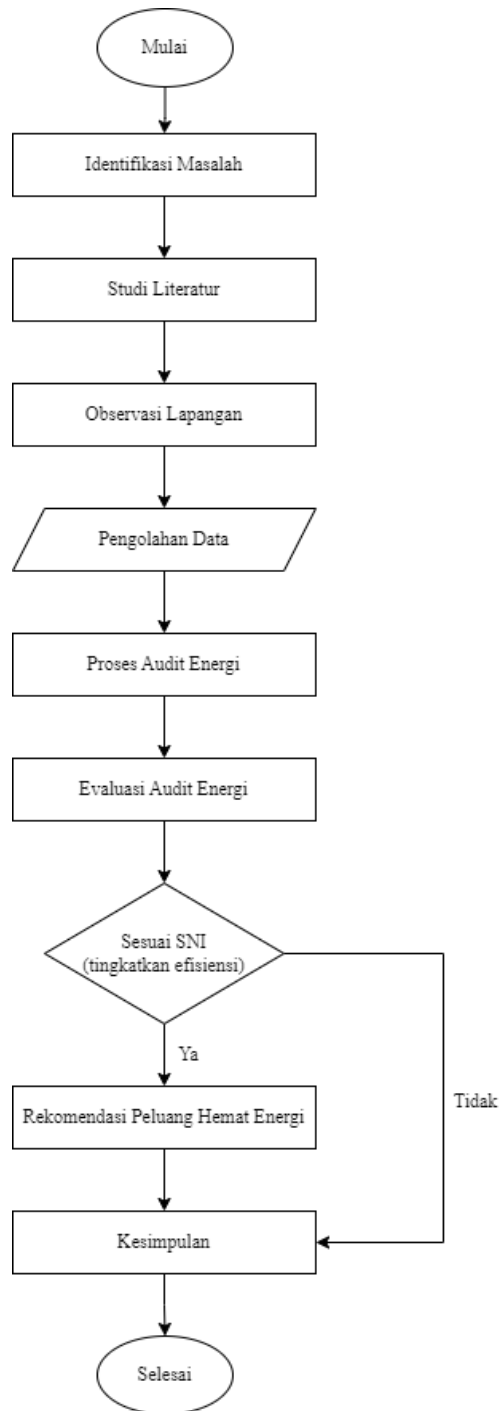 Mulai
Identifikasi Masalah
Studi Literatur
Observasi Lapangan
Pengolahan Data
Proses Audit Energi
Evaluasi Audit Energi
Sesuai SNI
(tingkatkan efisiensi)
Ya
Rekomendasi Peluang Hemat Energi
Tidak
Kesimpulan
Selesai